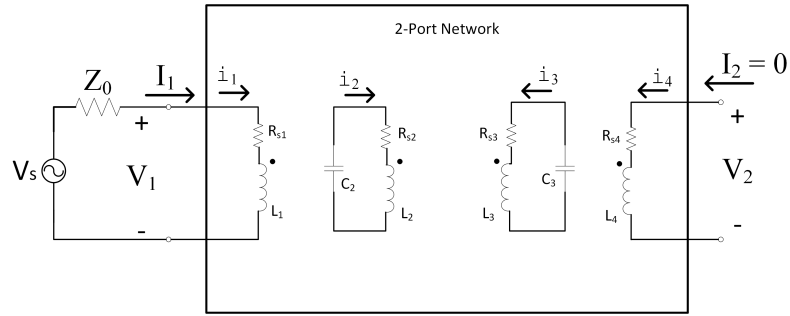 2-Port Network
Z0
I1
i1
i2
i3
i4
I2 = 0
+
Rs1
Rs2
Rs3
Rs4
+
Vs
V1
C2
C3
V2
L1
L2
L3
L4
-
-